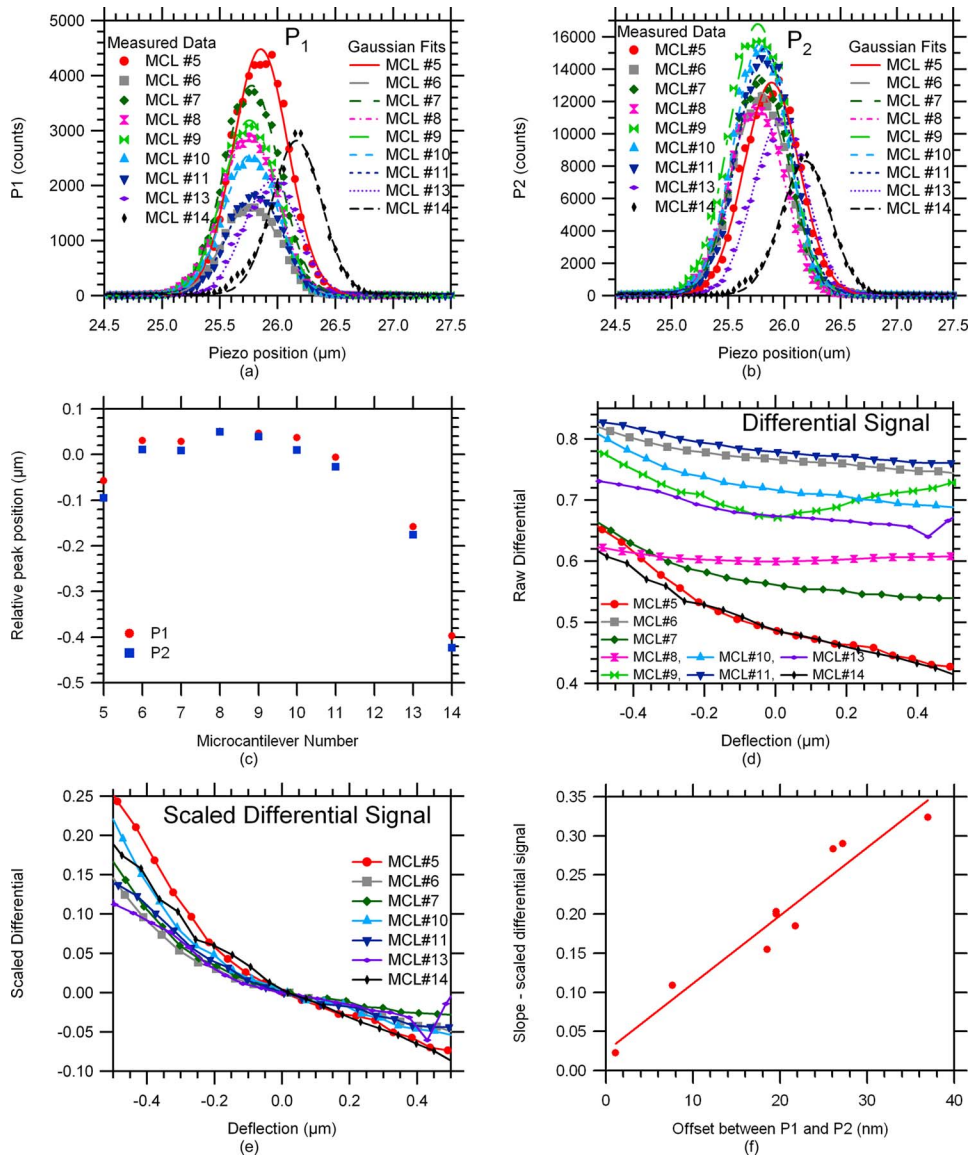 5000
4000
3000
2000
1000
0
P1 (counts)
Measured Data
MCL #5
MCL #6
MCL #7
MCL #8
MCL #9
MCL #10
MCL #11
MCL #13
MCL #14
P1
Gaussian Fits
MCL #5
MCL #6
MCL #7
MCL #8
MCL #9
MCL #10
MCL #11
MCL #13
MCL #14
24.5 25.0 25.5 26.0 26.5 27.0 27.5
Piezo position (µm)
(a)
16000
14000
12000
10000
8000
6000
4000
2000
0
P2 (counts)
Measured Data
MCL#5
MCL#6
MCL#7
MCL#8
MCL#9
MCL#10
MCL#11
MCL#13
MCL#14
P2
Gaussian Fits
MCL #5
MCL #6
MCL #7
MCL #8
MCL #9
MCL #10
MCL #11
MCL #13
MCL #14
24.5 25.0 25.5 26.0 26.5 27.0 27.5
Piezo position(um)
(b)
0.1
0.0
-0.1
-0.2
-0.3
-0.4
-0.5
Relative peak position (µm)
P1
P2
5 6 7 8 9 10 11 13 14
Microcantilever Number
(c)
Differential Signal
0.8
0.7
0.6
0.5
0.4
Raw Differential
MCL#5
MCL#6
MCL#7
MCL#8, MCL#10, MCL#13
MCL#9, MCL#11, MCL#14
-0.4 -0.2 0.0 0.2 0.4
Deflection (µm)
(d)
0.25
0.20
0.15
0.10
0.05
0.00
-0.05
-0.10
Scaled Differential
Scaled Differential Signal
MCL#5
MCL#6
MCL#7
MCL#10
MCL#11
MCL#13
MCL#14
-0.4 -0.2 0.0 0.2 0.4
Deflection (µm)
(e)
0.35
0.30
0.25
0.20
0.15
0.10
0.05
0.00
Slope - scaled differential signal
0 10 20 30 40
Offset between P1 and P2 (nm)
(f)